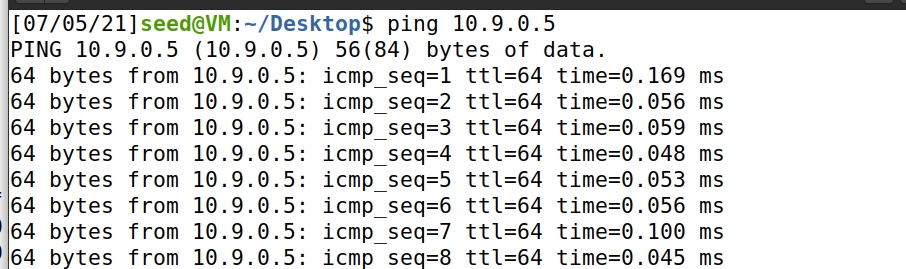 [07/05/21]seed@VM:~/Desktop$ ping 10.9.0.5
PING 10.9.0.5 (10.9.0.5) 56(84) bytes of data.
64 bytes from 10.9.0.5: icmp_seq=1 ttl=64 time=0.169 ms
64 bytes from 10.9.0.5: icmp_seq=2 ttl=64 time=0.056 ms
64 bytes from 10.9.0.5: icmp_seq=3 ttl=64 time=0.059 ms
64 bytes from 10.9.0.5: icmp_seq=4 ttl=64 time=0.048 ms
64 bytes from 10.9.0.5: icmp_seq=5 ttl=64 time=0.053 ms
64 bytes from 10.9.0.5: icmp_seq=6 ttl=64 time=0.056 ms
64 bytes from 10.9.0.5: icmp_seq=7 ttl=64 time=0.100 ms
64 bytes from 10.9.0.5: icmp_seq=8 ttl=64 time=0.045 ms